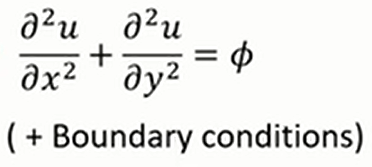 ∂²u/∂x² + ∂²u/∂y² = ϕ
( + Boundary conditions)